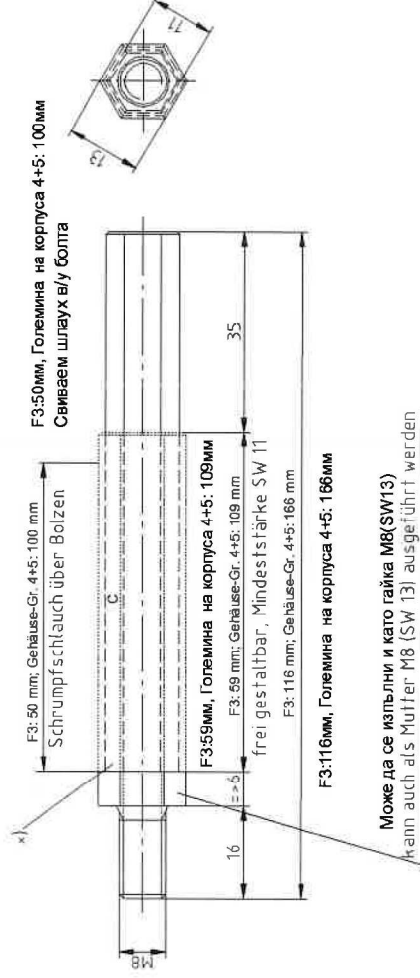 F3: 50 mm; Gehäuse-Gr. 4+5: 100 mm
Schrumpfschlauch über Bolzen
F3:50мм, Големина на корпуса 4+5: 100мм
Свиваем шлаух в/у болта
13
11
x)
C
M8
16
=>6
35
F3:59мм, Големина на корпуса 4+5: 109мм
F3: 59 mm; Gehäuse-Gr. 4+5: 109 mm
frei gestaltbar, Mindeststärke SW 11
F3: 116 mm; Gehäuse-Gr. 4+5: 166 mm
F3:116мм, Големина на корпуса 4+5: 166мм
Може да се изпълни и като гайка М8(SW13)
kann auch als Mutter M8 (SW 13) ausgeführt werden